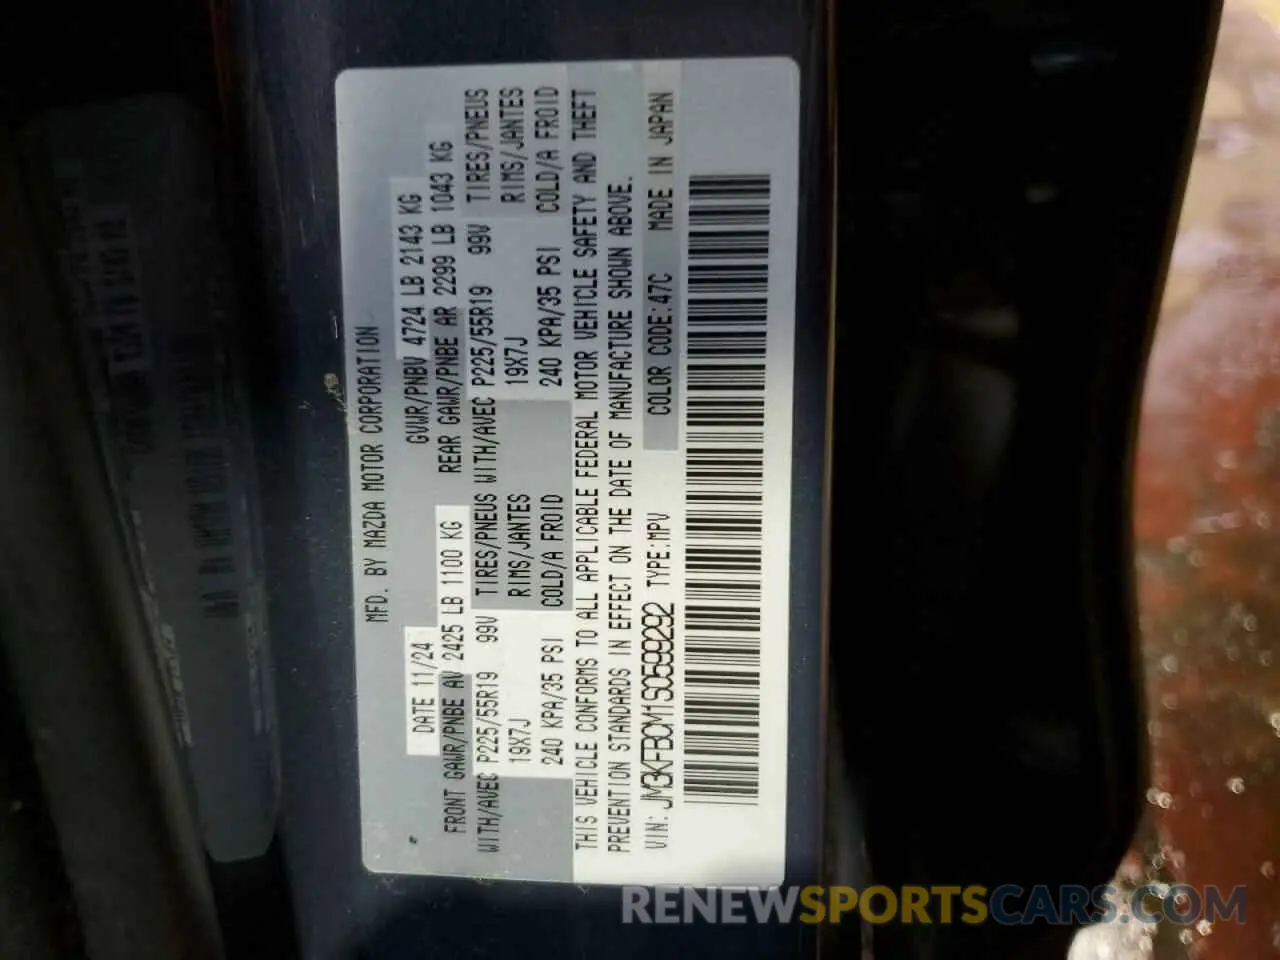 MFD. BY MAZDA MOTOR CORPORATION
DATE 11/24 GVWR/PNBV 4724 LB 2143 KG
FRONT GAWR/PNBE AV 2425 LB 1100 KG REAR GAWR/PNBE AR 2299 LB 1043 KG
WITH/AVEC P225/55R19 99V TIRES/PNEUS WITH/AVEC P225/55R19 99V TIRES/PNEUS
19X7J RIMS/JANTES 19X7J RIMS/JANTES
240 KPA/35 PSI COLD/A FROID 240 KPA/35 PSI COLD/A FROID
THIS VEHICLE CONFORMS TO ALL APPLICABLE FEDERAL MOTOR VEHICLE SAFETY AND THEFT
PREVENTION STANDARDS IN EFFECT ON THE DATE OF MANUFACTURE SHOWN ABOVE.
VIN: JM3KFBCM1S0599292 TYPE:MPV COLOR CODE:47C MADE IN JAPAN
RENEWSPORTSCARS.COM